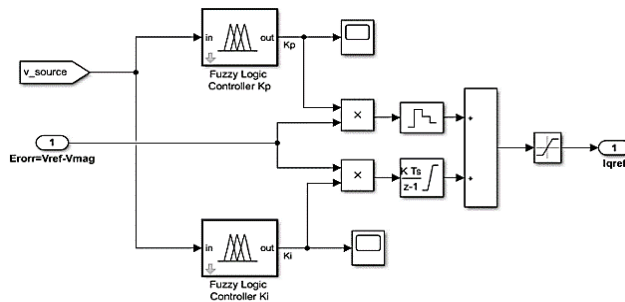 in
out
Kp
v_source
Fuzzy Logic
Controller Kp
×
1
+
Erorr=Vref-Vmag
1
Iqref
×
K Ts
z-1
+
in
out
Ki
Fuzzy Logic
Controller Ki